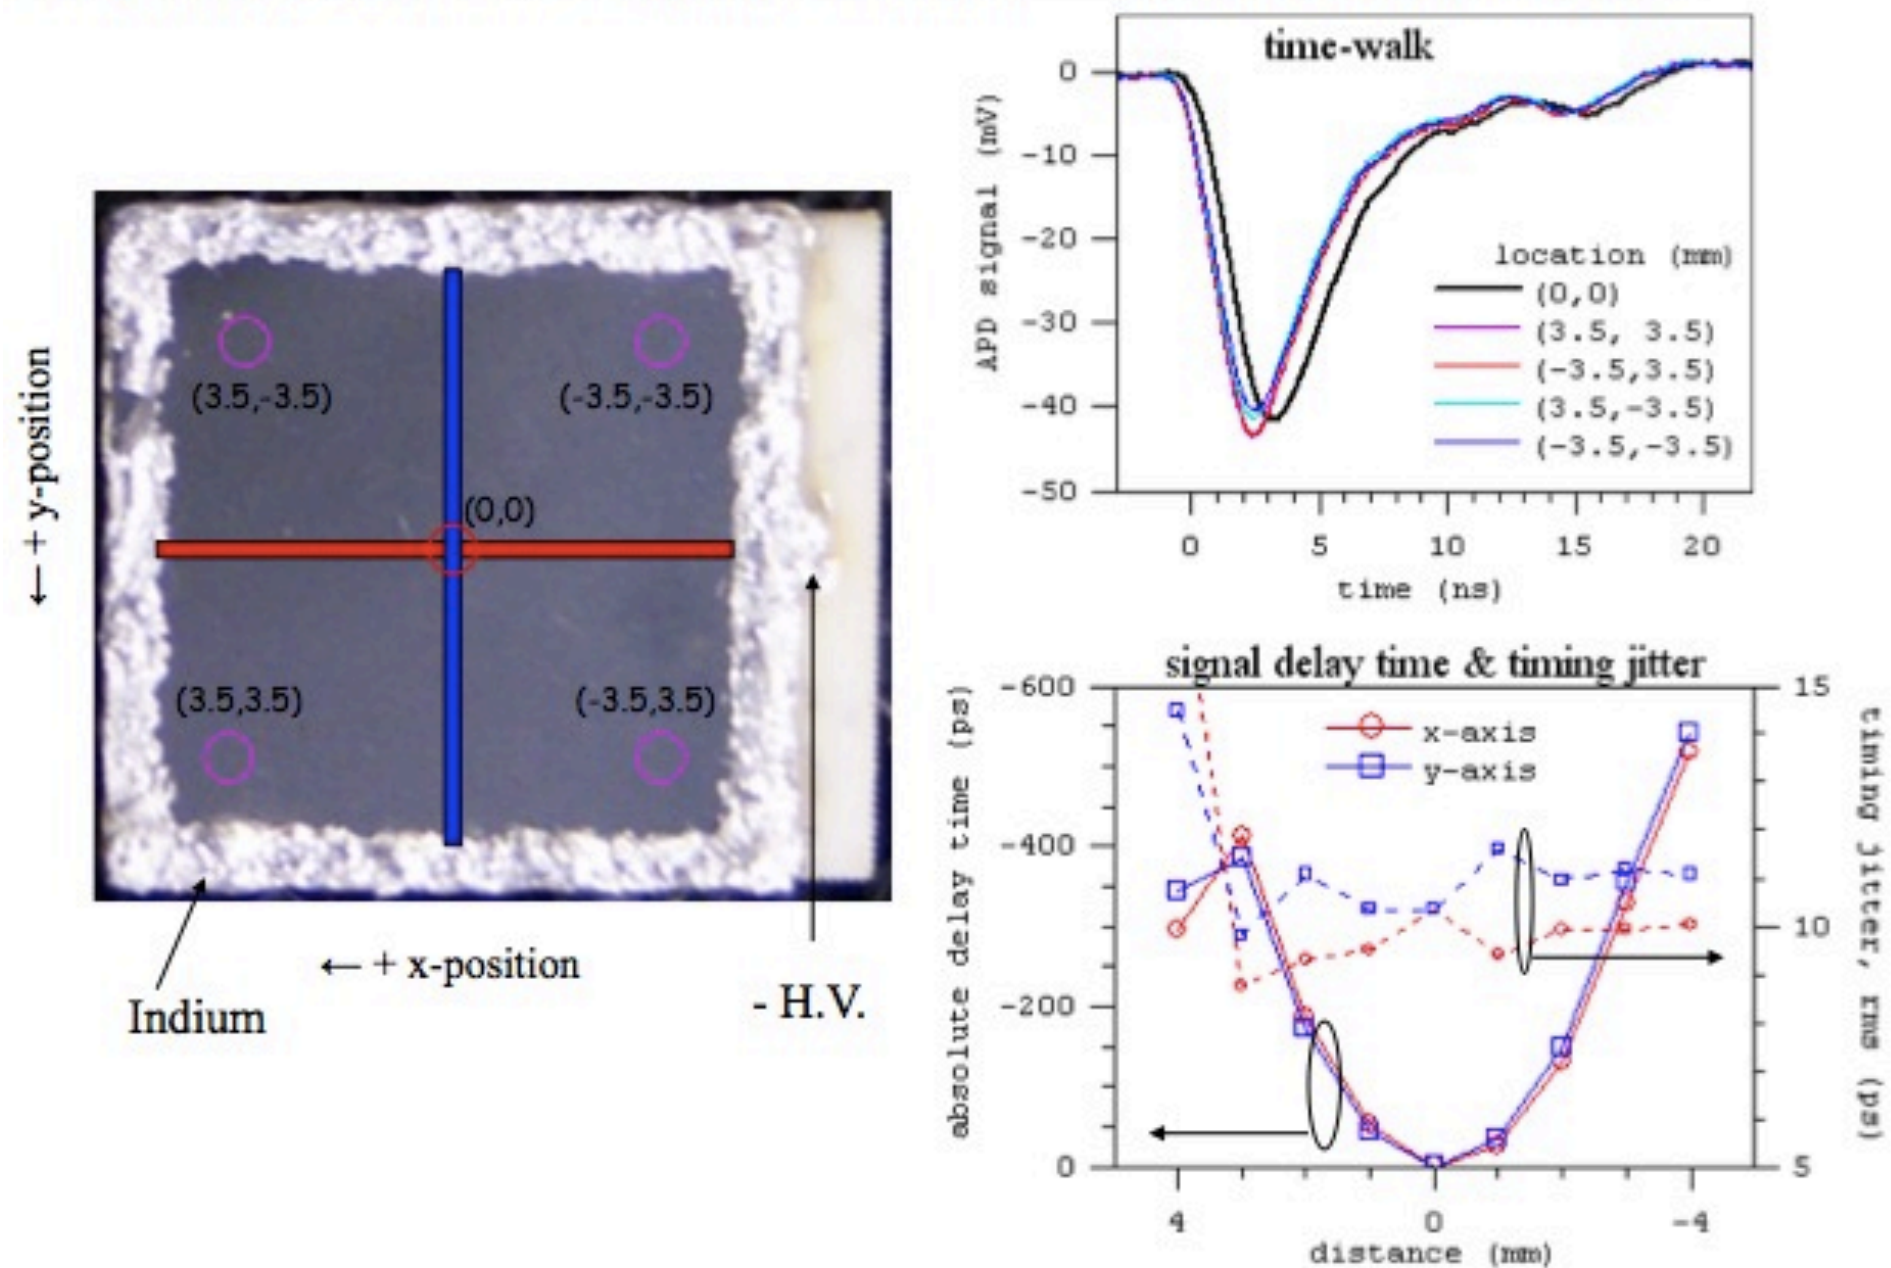 ← + y-position
(3.5,-3.5)
(-3.5,-3.5)
(0,0)
(3.5,3.5)
(-3.5,3.5)
← + x-position
Indium
- H.V.
time-walk
APD signal (mV)
0
-10
-20
-30
-40
-50
location (mm)
(0,0)
(3.5, 3.5)
(-3.5,3.5)
(3.5,-3.5)
(-3.5,-3.5)
0 5 10 15 20
time (ns)
signal delay time & timing jitter
absolute delay time (ps)
-600
-400
-200
0
x-axis
y-axis
15
10
5
timing jitter, rms (ps)
4 0 -4
distance (mm)